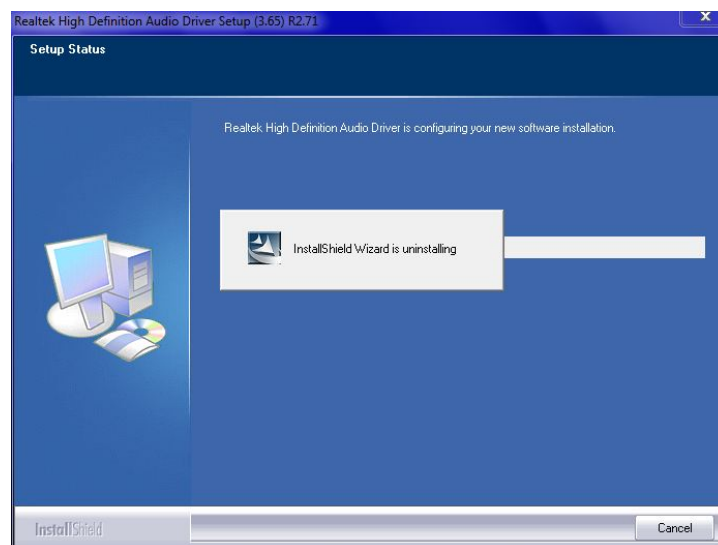 Realtek High Definition Audio Driver Setup (3.65) R2.71
X
Setup Status
Realtek High Definition Audio Driver is configuring your new software installation.
InstallShield Wizard is uninstalling
InstallShield
Cancel